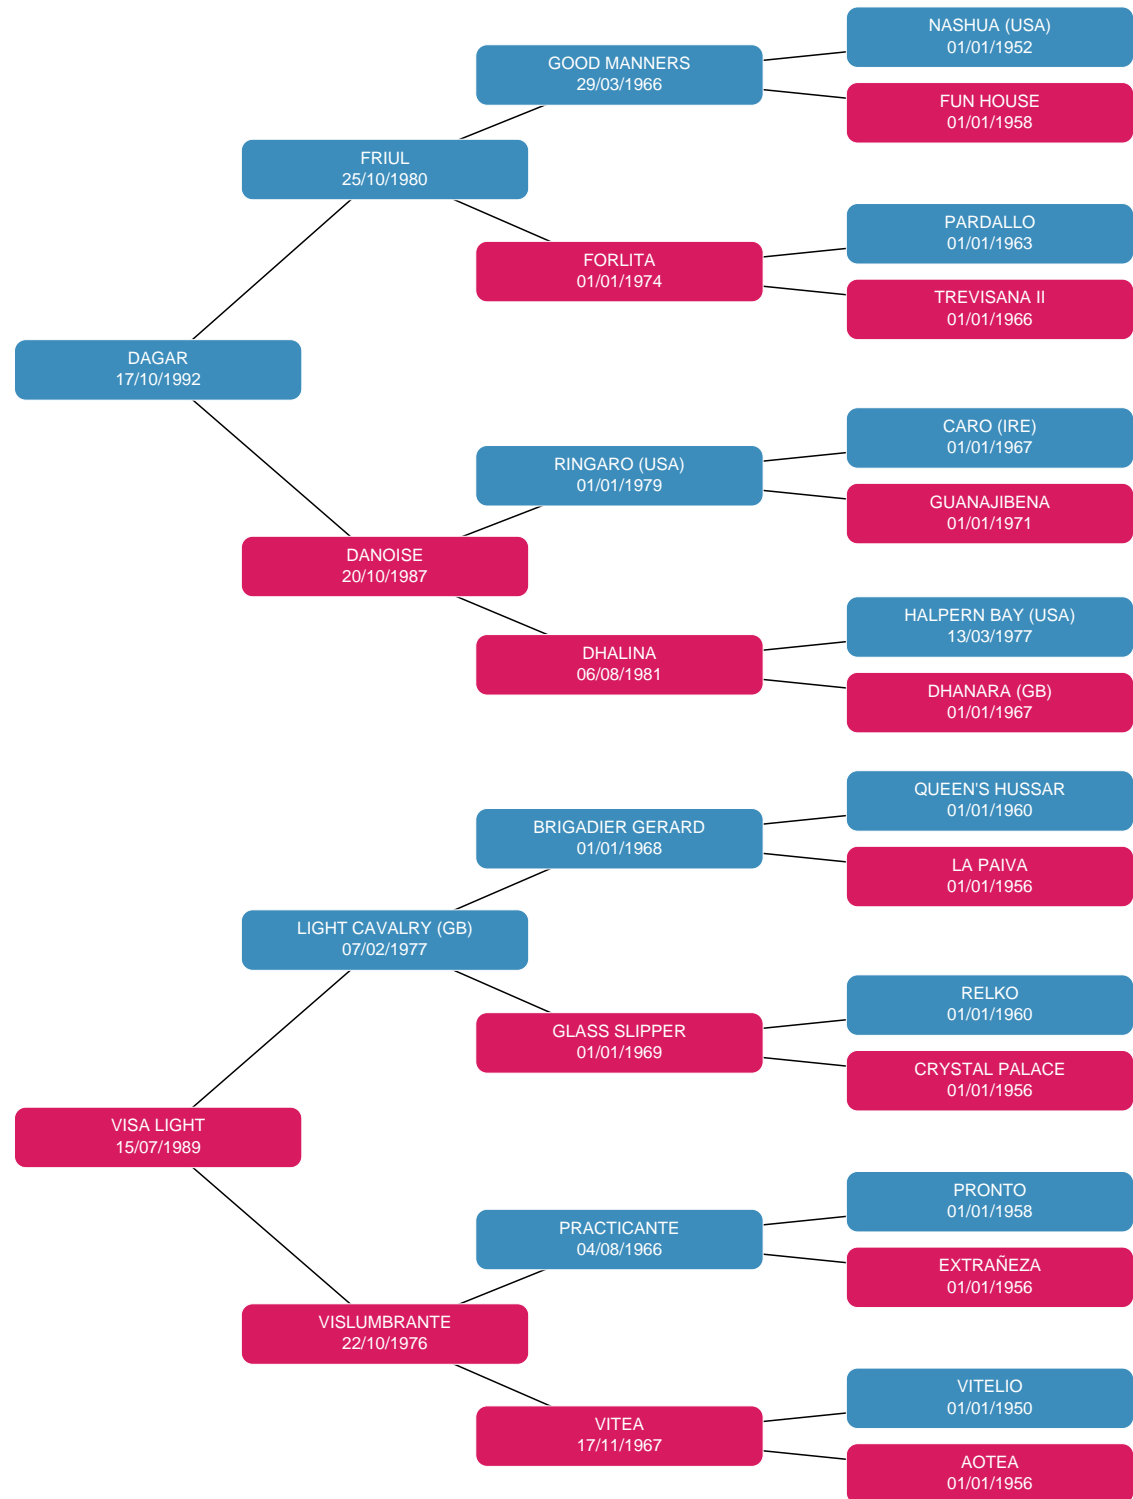 NASHUA (USA)
01/01/1952
GOOD MANNERS
29/03/1966
FUN HOUSE
01/01/1958
FRIUL
25/10/1980
PARDALLO
01/01/1963
FORLITA
01/01/1974
TREVISANA II
01/01/1966
DAGAR
17/10/1992
CARO (IRE)
01/01/1967
RINGARO (USA)
01/01/1979
GUANAJIBENA
01/01/1971
DANOISE
20/10/1987
HALPERN BAY (USA)
13/03/1977
DHALINA
06/08/1981
DHANARA (GB)
01/01/1967
QUEEN'S HUSSAR
01/01/1960
BRIGADIER GERARD
01/01/1968
LA PAIVA
01/01/1956
LIGHT CAVALRY (GB)
07/02/1977
RELKO
01/01/1960
GLASS SLIPPER
01/01/1969
CRYSTAL PALACE
01/01/1956
VISA LIGHT
15/07/1989
PRONTO
01/01/1958
PRACTICANTE
04/08/1966
EXTRAÑEZA
01/01/1956
VISLUMBRANTE
22/10/1976
VITELIO
01/01/1950
VITEA
17/11/1967
AOTEA
01/01/1956